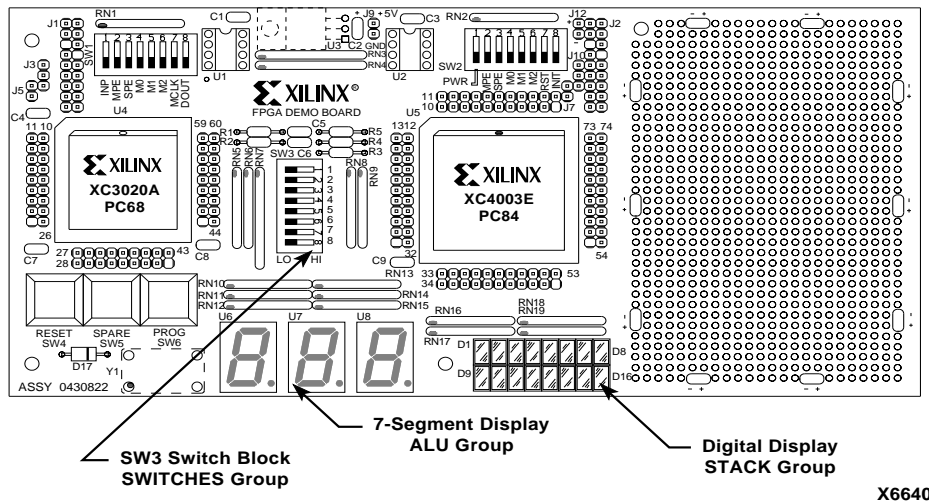 RN1
C1
J9 +5V
C3
RN2
J12
J1
J2
SW1
1 2 3 4 5 6 7 8
C2
U3
GND
RN3
RN4
U1
U2
SW2
1 2 3 4 5 6 7 8
J10
J3
J5
INP
MPE
SPE
M0
M1
M2
MCLK
DOUT
PWR
MPE
SPE
M0
M1
M2
RST
INIT
11
10
J7
C4
U4
XILINX®
FPGA DEMO BOARD
C5
U5
11 10
59 60
R1
R2
R5
R4
R3
1312
73 74
RN5
RN6
RN7
SW3 C6
RN8
RN9
1
2
3
4
5
6
7
8
LO
HI
XILINX
XC3020A
PC68
XILINX
XC4003E
PC84
26
44
C7
27
28
43
C8
C9
32
54
33
34
53
RN13
RN10
RN11
RN12
RN14
RN15
RN16
RN17
RN18
RN19
RESET
SW4
SPARE
SW5
PROG
SW6
U6
U7
U8
D1
D8
D9
D16
D17
Y1
ASSY 0430822
- +
- +
- +
- +
- +
- +
- +
- +
- +
- +
7-Segment Display
ALU Group
SW3 Switch Block
SWITCHES Group
Digital Display
STACK Group
X6640